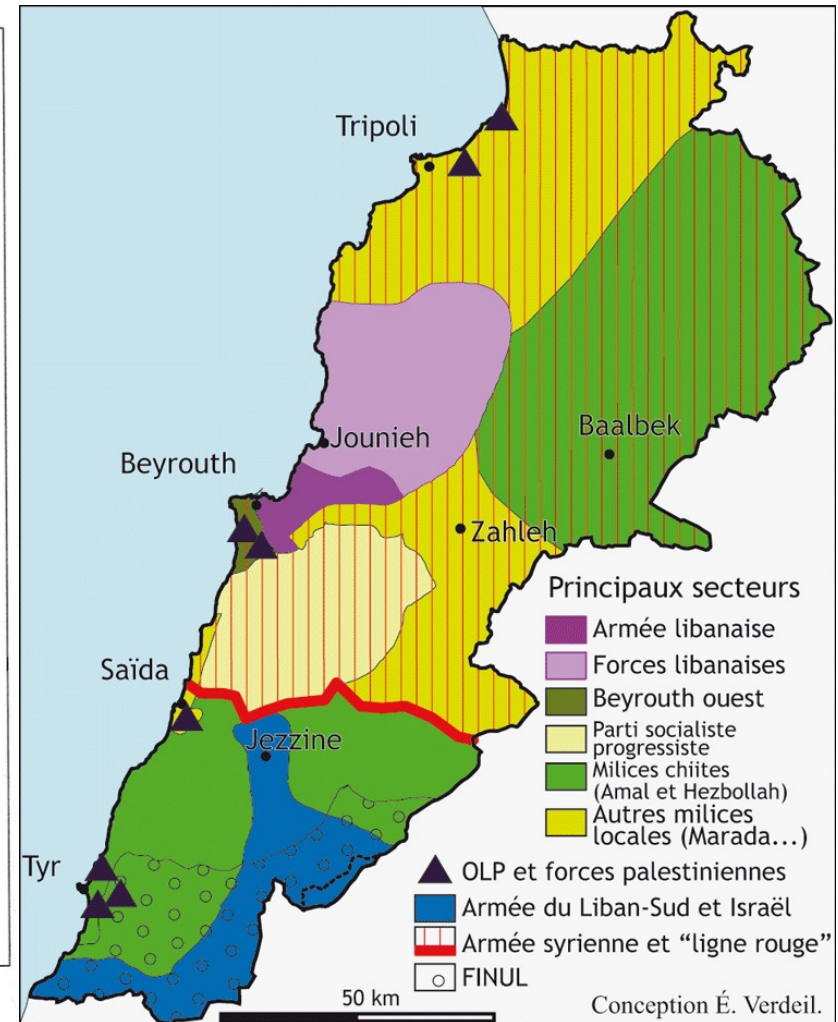 Tripoli
Jounieh
Baalbek
Beyrouth
Zahleh
Principaux secteurs
Armée libanaise
Forces libanaises
Saïda
Beyrouth ouest
Parti socialiste
progressiste
Jezzine
Milices chiites
(Amal et Hezbollah)
Autres milices
locales (Marada...)
Tyr
OLP et forces palestiniennes
Armée du Liban-Sud et Israël
Armée syrienne et “ligne rouge”
FINUL
50 km
Conception É. Verdeil.